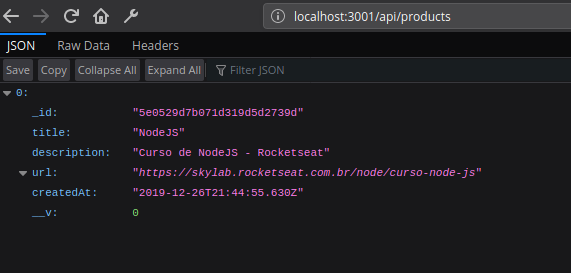 localhost:3001/api/products
JSON Raw Data Headers
Save Copy Collapse All Expand All Filter JSON
0:
_id: "5e0529d7b071d319d5d2739d"
title: "NodeJS"
description: "Curso de NodeJS - Rocketseat"
url: "https://skylab.rocketseat.com.br/node/curso-node-js"
createdAt: "2019-12-26T21:44:55.630Z"
__v: 0